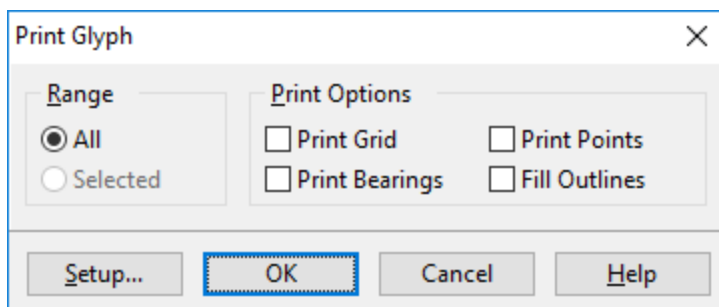 Print Glyph
Range
All
Selected
Print Options
Print Grid
Print Points
Print Bearings
Fill Outlines
Setup...
OK
Cancel
Help